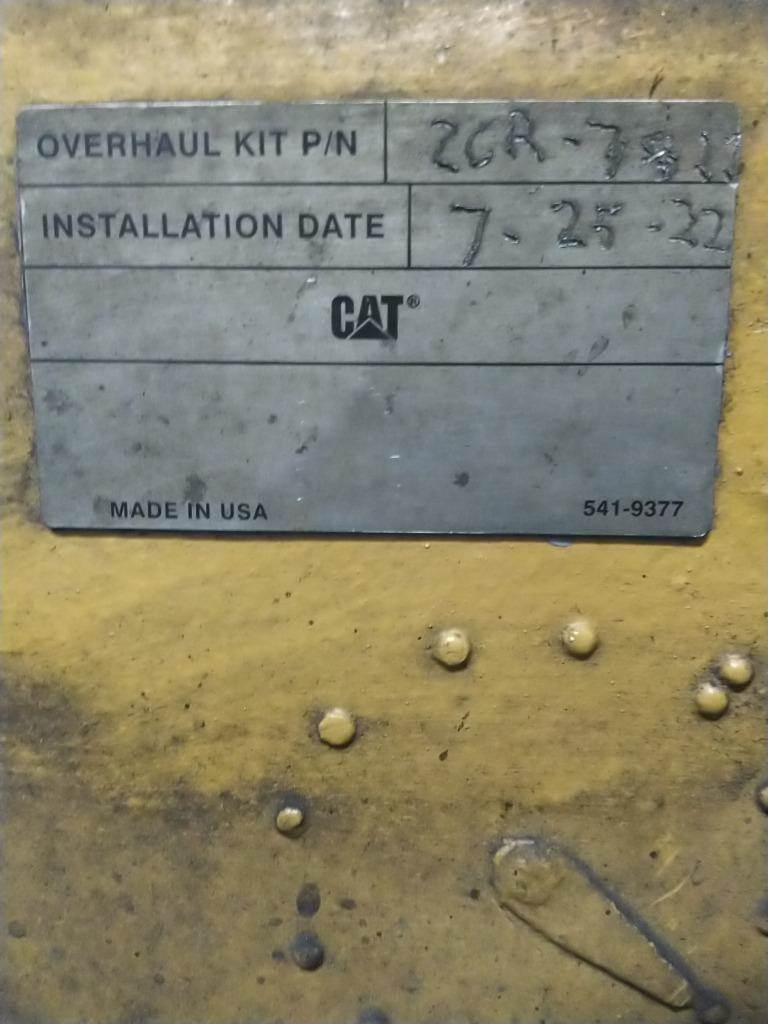 OVERHAUL KIT P/N
INSTALLATION DATE 7-25-22
CAT®
MADE IN USA 541-9377